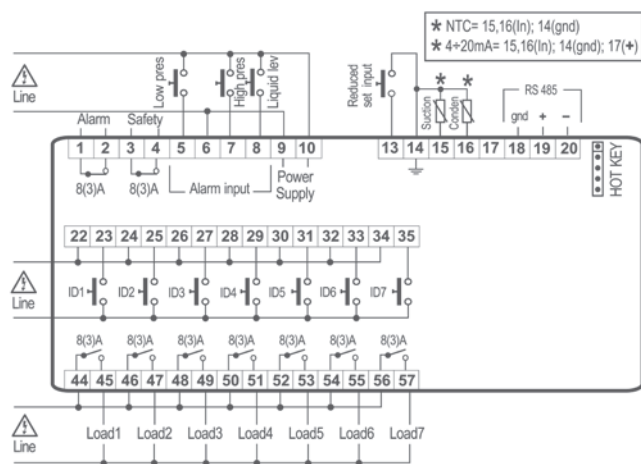 * NTC= 15,16(In); 14(gnd)
* 4÷20mA= 15,16(In); 14(gnd); 17(+)
Line
Low pres
High pres
Liquid lev
Reduced
set input
* *
Suction
Conden
RS 485
gnd + −
Alarm Safety
1 2 3 4 5 6 7 8 9 10 13 14 15 16 17 18 19 20
8(3)A 8(3)A Alarm input Power
Supply
HOT KEY
22 23 24 25 26 27 28 29 30 31 32 33 34 35
Line
ID1 ID2 ID3 ID4 ID5 ID6 ID7
8(3)A 8(3)A 8(3)A 8(3)A 8(3)A 8(3)A 8(3)A
44 45 46 47 48 49 50 51 52 53 54 55 56 57
Line
Load1 Load2 Load3 Load4 Load5 Load6 Load7